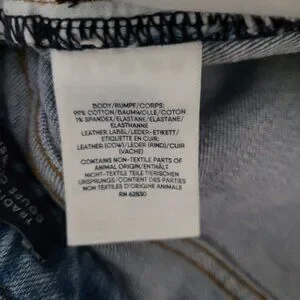 BODY/RUMPF/CORPS:
99% COTTON/BAUMWOLLE/COTON
1% SPANDEX/ELASTANE/ELASTANE/
ELASTHANNE
LEATHER LABEL/LEDER-ETIKETT/
ETIQUETTE EN CUIR:
LEATHER (COW)/LEDER (RIND)/CUIR
(VACHE)
CONTAINS NON-TEXTILE PARTS OF
ANIMAL ORIGIN/ENTHÄLT
NICHT-TEXTILE TEILE TIERISCHEN
URSPRUNGS/CONTIENT DES PARTIES
NON TEXTILES D'ORIGINE ANIMALE
RN 62830